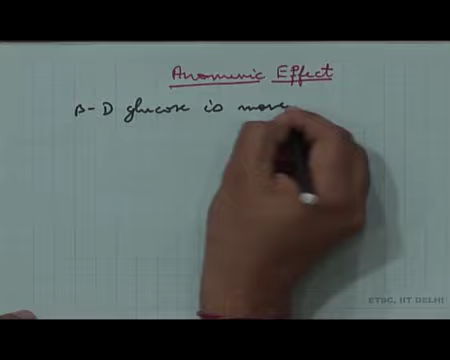 Anomeric Effect
β-D glucose is more
ETSC, IIT DELHI